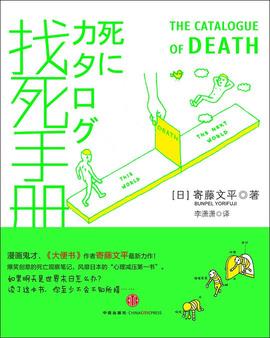 THE CATALOGUE
OF DEATH
死に
カタログ
找死手册
DEATH
THIS
WORLD
THE NEXT
WORLD
[日] 寄藤文平◎著
BUNPEI YORIFUJI
李潇潇◎译
漫画鬼才、《大便书》作者寄藤文平最新力作!
爆笑创意的死亡观察笔记,风靡日本的“心理减压第一书”。
如果明天是世界末日怎么办?
读了这本书,你至少不会不知所措……
中信出版社·CHINACITICPRESS